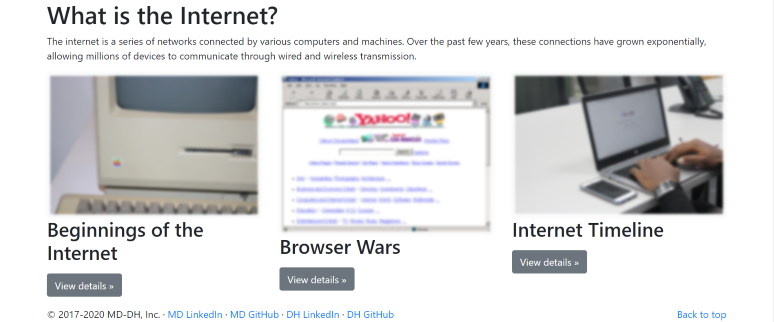 What is the Internet?
The internet is a series of networks connected by various computers and machines. Over the past few years, these connections have grown exponentially,
allowing millions of devices to communicate through wired and wireless transmission.
YAHOO!
Beginnings of the
Internet
View details »
Browser Wars
View details »
Internet Timeline
View details »
© 2017-2020 MD-DH, Inc. · MD LinkedIn · MD GitHub · DH LinkedIn · DH GitHub
Back to top